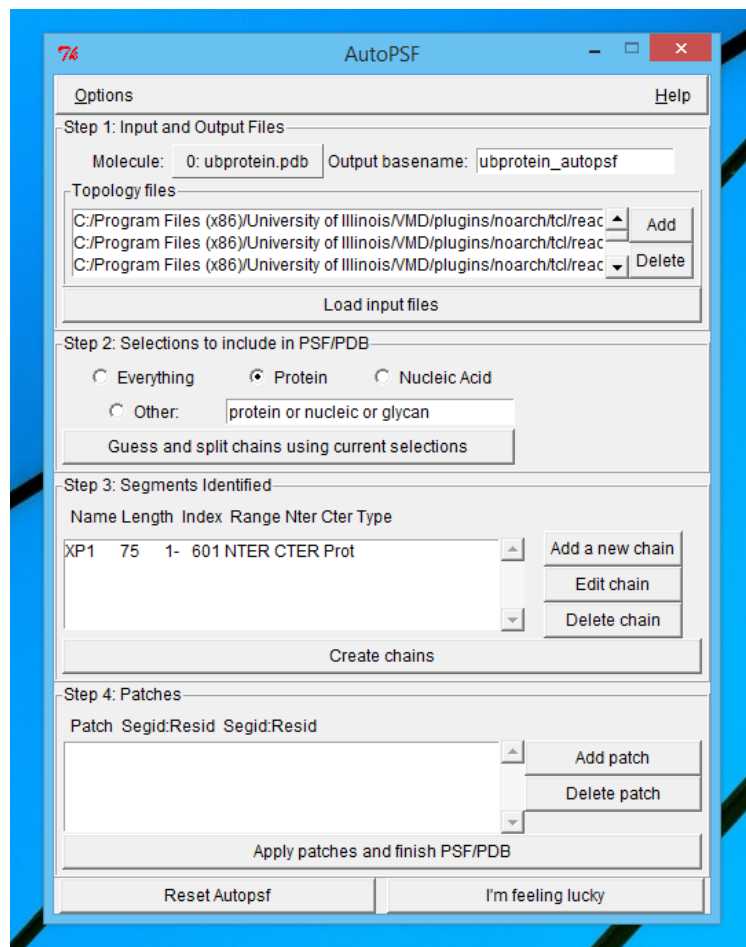 7% AutoPSF
Options Help
Step 1: Input and Output Files
Molecule: 0: ubprotein.pdb Output basename: ubprotein_autopsf
Topology files
C:/Program Files (x86)/University of Illinois/VMD/plugins/noarch/tcl/reac Add
C:/Program Files (x86)/University of Illinois/VMD/plugins/noarch/tcl/reac
C:/Program Files (x86)/University of Illinois/VMD/plugins/noarch/tcl/reac Delete
Load input files
Step 2: Selections to include in PSF/PDB
Everything Protein Nucleic Acid
Other: protein or nucleic or glycan
Guess and split chains using current selections
Step 3: Segments Identified
Name Length Index Range Nter Cter Type
XP1 75 1- 601 NTER CTER Prot Add a new chain
Edit chain
Delete chain
Create chains
Step 4: Patches
Patch Segid:Resid Segid:Resid
Add patch
Delete patch
Apply patches and finish PSF/PDB
Reset Autopsf I'm feeling lucky